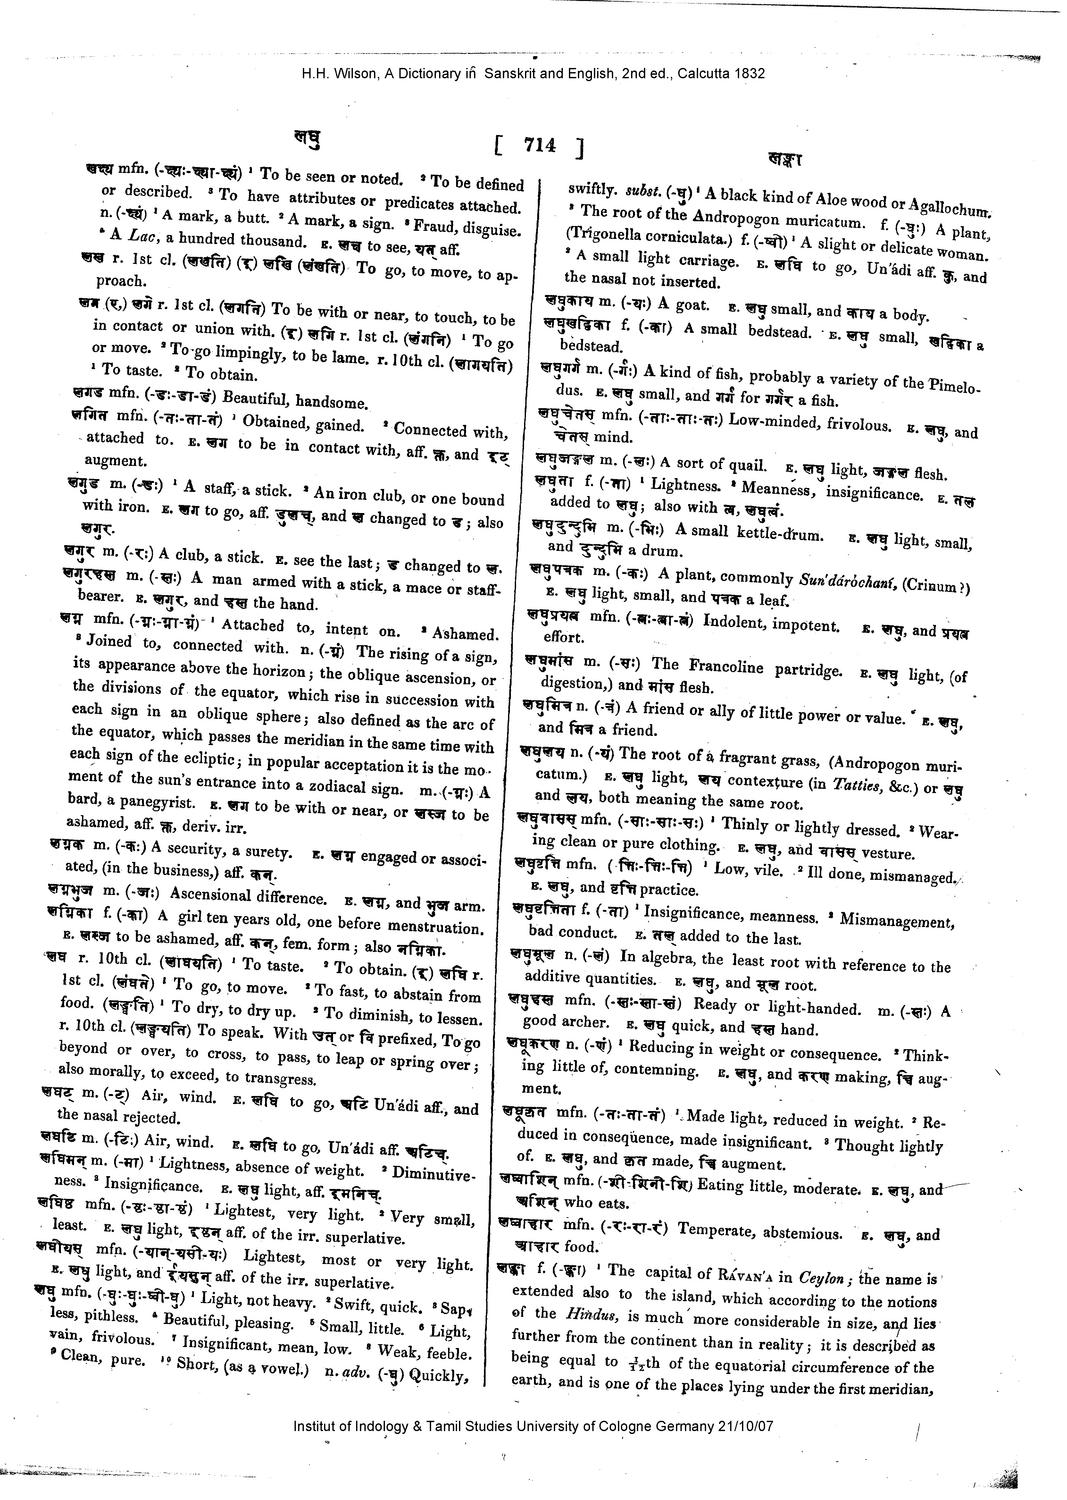 H.H. Wilson, A Dictionary in Sanskrit and English, 2nd ed., Calcutta 1832
लघु
[ 714 ]
लङ्का
लक्ष्य mfn. (-क्ष्यः-क्ष्या-क्ष्यं) ¹ To be seen or noted. ² To be defined
or described. ³ To have attributes or predicates attached.
n. (-क्ष्यं) ¹ A mark, a butt. ² A mark, a sign. ³ Fraud, disguise.
⁴ A Lac, a hundred thousand. E. लक्ष to see, यत् aff.
लख r. 1st cl. (लखति) (इ) लखि (लंखति) To go, to move, to ap-
proach.
लग (ए,) लगे r. 1st cl. (लगति) To be with or near, to touch, to be
in contact or union with. (इ) लगि r. 1st cl. (लंगति) ¹ To go
or move. ² To go limpingly, to be lame. r. 10th cl. (लागयति)
¹ To taste. ² To obtain.
लगड mfn. (-डः-डा-डं) Beautiful, handsome.
लगित mfn. (-तः-ता-तं) ¹ Obtained, gained. ² Connected with,
attached to. E. लग to be in contact with, aff. क्त, and इट्
augment.
लगुड m. (-डः) ¹ A staff, a stick. ² An iron club, or one bound
with iron. E. लग to go, aff. डुलच्, and ल changed to ड; also
लगुर.
लगुर m. (-रः) A club, a stick. E. see the last; ड changed to ल.
लगुरहस्त m. (-स्तः) A man armed with a stick, a mace or staff-
bearer. E. लगुर, and हस्त the hand.
लग्न mfn. (-ग्नः-ग्ना-ग्नं) ¹ Attached to, intent on. ² Ashamed.
³ Joined to, connected with. n. (-ग्नं) The rising of a sign,
its appearance above the horizon; the oblique ascension, or
the divisions of the equator, which rise in succession with
each sign in an oblique sphere; also defined as the arc of
the equator, which passes the meridian in the same time with
each sign of the ecliptic; in popular acceptation it is the mo-
ment of the sun's entrance into a zodiacal sign. m. (-ग्नः) A
bard, a panegyrist. E. लग to be with or near, or लस्ज to be
ashamed, aff. क्त, deriv. irr.
लग्नक m. (-कः) A security, a surety. E. लग्न engaged or associ-
ated, (in the business,) aff. कन्.
लग्नभुज m. (-जः) Ascensional difference. E. लग्न, and भुज arm.
लग्निका f. (-का) A girl ten years old, one before menstruation.
E. लस्ज to be ashamed, aff. कन्, fem. form; also नग्निका.
लघ r. 10th cl. (लाघयति) ¹ To taste. ² To obtain. (इ) लघि r.
1st cl. (लंघते) ¹ To go, to move. ² To fast, to abstain from
food. (लङ्घति) ¹ To dry, to dry up. ² To diminish, to lessen.
r. 10th cl. (लङ्घयति) To speak. With उत् or वि prefixed, To go
beyond or over, to cross, to pass, to leap or spring over;
also morally, to exceed, to transgress.
लघट् m. (-ट्) Air, wind. E. लघि to go, अटि Un'ádi aff., and
the nasal rejected.
लघटि m. (-टिः) Air, wind. E. लघि to go, Un'ádi aff. अटिच्.
लघिमन् m. (-मा) ¹ Lightness, absence of weight. ² Diminutive-
ness. ³ Insignificance. E. लघु light, aff. इमनिच्.
लघिष्ठ mfn. (-ष्ठः-ष्ठा-ष्ठं) ¹ Lightest, very light. ² Very small,
least. E. लघु light, इष्ठन् aff. of the irr. superlative.
लघीयस् mfn. (-यान्-यसी-यः) Lightest, most or very light.
E. लघु light, and ईयसुन् aff. of the irr. superlative.
लघु mfn. (-घुः-घुः-घ्वी-घु) ¹ Light, not heavy. ² Swift, quick. ³ Sap-
less, pithless. ⁴ Beautiful, pleasing. ⁵ Small, little. ⁶ Light,
vain, frivolous. ⁷ Insignificant, mean, low. ⁸ Weak, feeble.
⁹ Clean, pure. ¹⁰ Short, (as a vowel.) n. adv. (-घु) Quickly,
swiftly. subst. (-घु) ¹ A black kind of Aloe wood or Agallochum.
² The root of the Andropogon muricatum. f. (-घुः) A plant,
(Trigonella corniculata.) f. (-घ्वी) ¹ A slight or delicate woman.
² A small light carriage. E. लघि to go, Un'ádi aff. कु, and
the nasal not inserted.
लघुकाय m. (-यः) A goat. E. लघु small, and काय a body.
लघुखट्विका f. (-का) A small bedstead. E. लघु small, खट्विका a
bedstead.
लघुगर्ग m. (-र्गः) A kind of fish, probably a variety of the Pimelo-
dus. E. लघु small, and गर्ग for गर्गर a fish.
लघुचेतस् mfn. (-ताः-ताः-तः) Low-minded, frivolous. E. लघु, and
चेतस् mind.
लघुजङ्गल m. (-लः) A sort of quail. E. लघु light, जङ्गल flesh.
लघुता f. (-ता) ¹ Lightness. ² Meanness, insignificance. E. तल
added to लघु; also with त्व, लघुत्वं.
लघुदुन्दुभि m. (-भिः) A small kettle-drum. E. लघु light, small,
and दुन्दुभि a drum.
लघुपत्रक m. (-कः) A plant, commonly Sun'dárochani, (Crinum?)
E. लघु light, small, and पत्रक a leaf.
लघुप्रयत्न mfn. (-त्नः-त्ना-त्नं) Indolent, impotent. E. लघु, and प्रयत्न
effort.
लघुमांस m. (-सः) The Francoline partridge. E. लघु light, (of
digestion,) and मांस flesh.
लघुमित्र n. (-त्रं) A friend or ally of little power or value. E. लघु,
and मित्र a friend.
लघुलय n. (-यं) The root of a fragrant grass, (Andropogon muri-
catum.) E. लघु light, लय contexture (in Tatties, &c.) or लघु
and लय, both meaning the same root.
लघुवासस् mfn. (-साः-साः-सः) ¹ Thinly or lightly dressed. ² Wear-
ing clean or pure clothing. E. लघु, and वासस् vesture.
लघुवृत्ति mfn. (-त्तिः-त्तिः-त्ति) ¹ Low, vile. ² Ill done, mismanaged.
E. लघु, and वृत्ति practice.
लघुवृत्तिता f. (-ता) ¹ Insignificance, meanness. ² Mismanagement,
bad conduct. E. तल् added to the last.
लघुमूल n. (-लं) In algebra, the least root with reference to the
additive quantities. E. लघु, and मूल root.
लघुहस्त mfn. (-स्तः-स्ता-स्तं) Ready or light-handed. m. (-स्तः) A
good archer. E. लघु quick, and हस्त hand.
लघूकरण n. (-णं) ¹ Reducing in weight or consequence. ² Think-
ing little of, contemning. E. लघु, and करण making, च्वि aug-
ment.
लघूकृत mfn. (-तः-ता-तं) ¹ Made light, reduced in weight. ² Re-
duced in consequence, made insignificant. ³ Thought lightly
of. E. लघु, and कृत made, च्वि augment.
लघ्वाशिन् mfn. (-शी-शिनी-शि) Eating little, moderate. E. लघु, and
अशिन् who eats.
लघ्वाहार mfn. (-रः-रा-रं) Temperate, abstemious. E. लघु, and
आहार food.
लङ्का f. (-ङ्का) ¹ The capital of RÁVAN'A in Ceylon; the name is
extended also to the island, which according to the notions
of the Hindus, is much more considerable in size, and lies
further from the continent than in reality; it is described as
being equal to 1/12th of the equatorial circumference of the
earth, and is one of the places lying under the first meridian,
Institut of Indology & Tamil Studies University of Cologne Germany 21/10/07